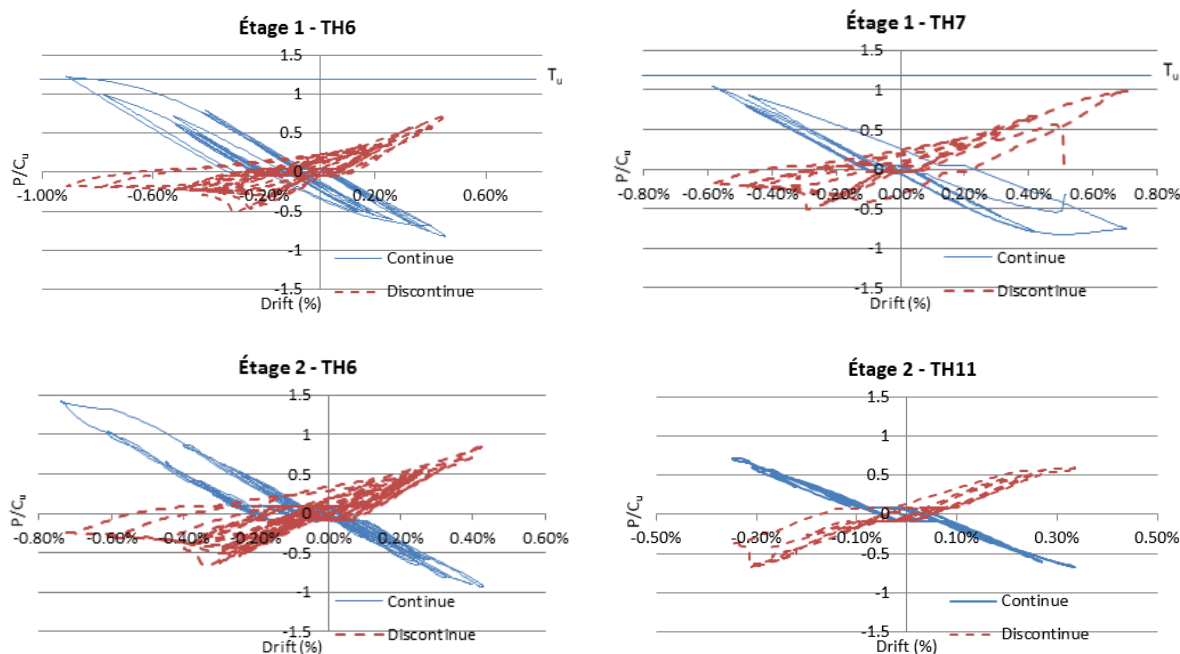 Étage 1 - TH6
1.5
1
0.5
0
-0.5
-1
-1.5
P/Cu
-1.00% -0.60% -0.20% 0.20% 0.60%
Tu
Continue
Discontinue
Drift (%)
Étage 1 - TH7
1.5
1
0.5
0
-0.5
-1
-1.5
P/Cu
-0.80% -0.60% -0.40% -0.20% 0.00% 0.20% 0.40% 0.60% 0.80%
Tu
Continue
Discontinue
Drift (%)
Étage 2 - TH6
1.5
1
0.5
0
-0.5
-1
-1.5
P/Cu
-0.80% -0.60% -0.40% -0.20% 0.00% 0.20% 0.40% 0.60%
Continue
Discontinue
Drift (%)
Étage 2 - TH11
1.5
1
0.5
0
-0.5
-1
-1.5
P/Cu
-0.50% -0.30% -0.10% 0.10% 0.30% 0.50%
Continue
Discontinue
Drift (%)